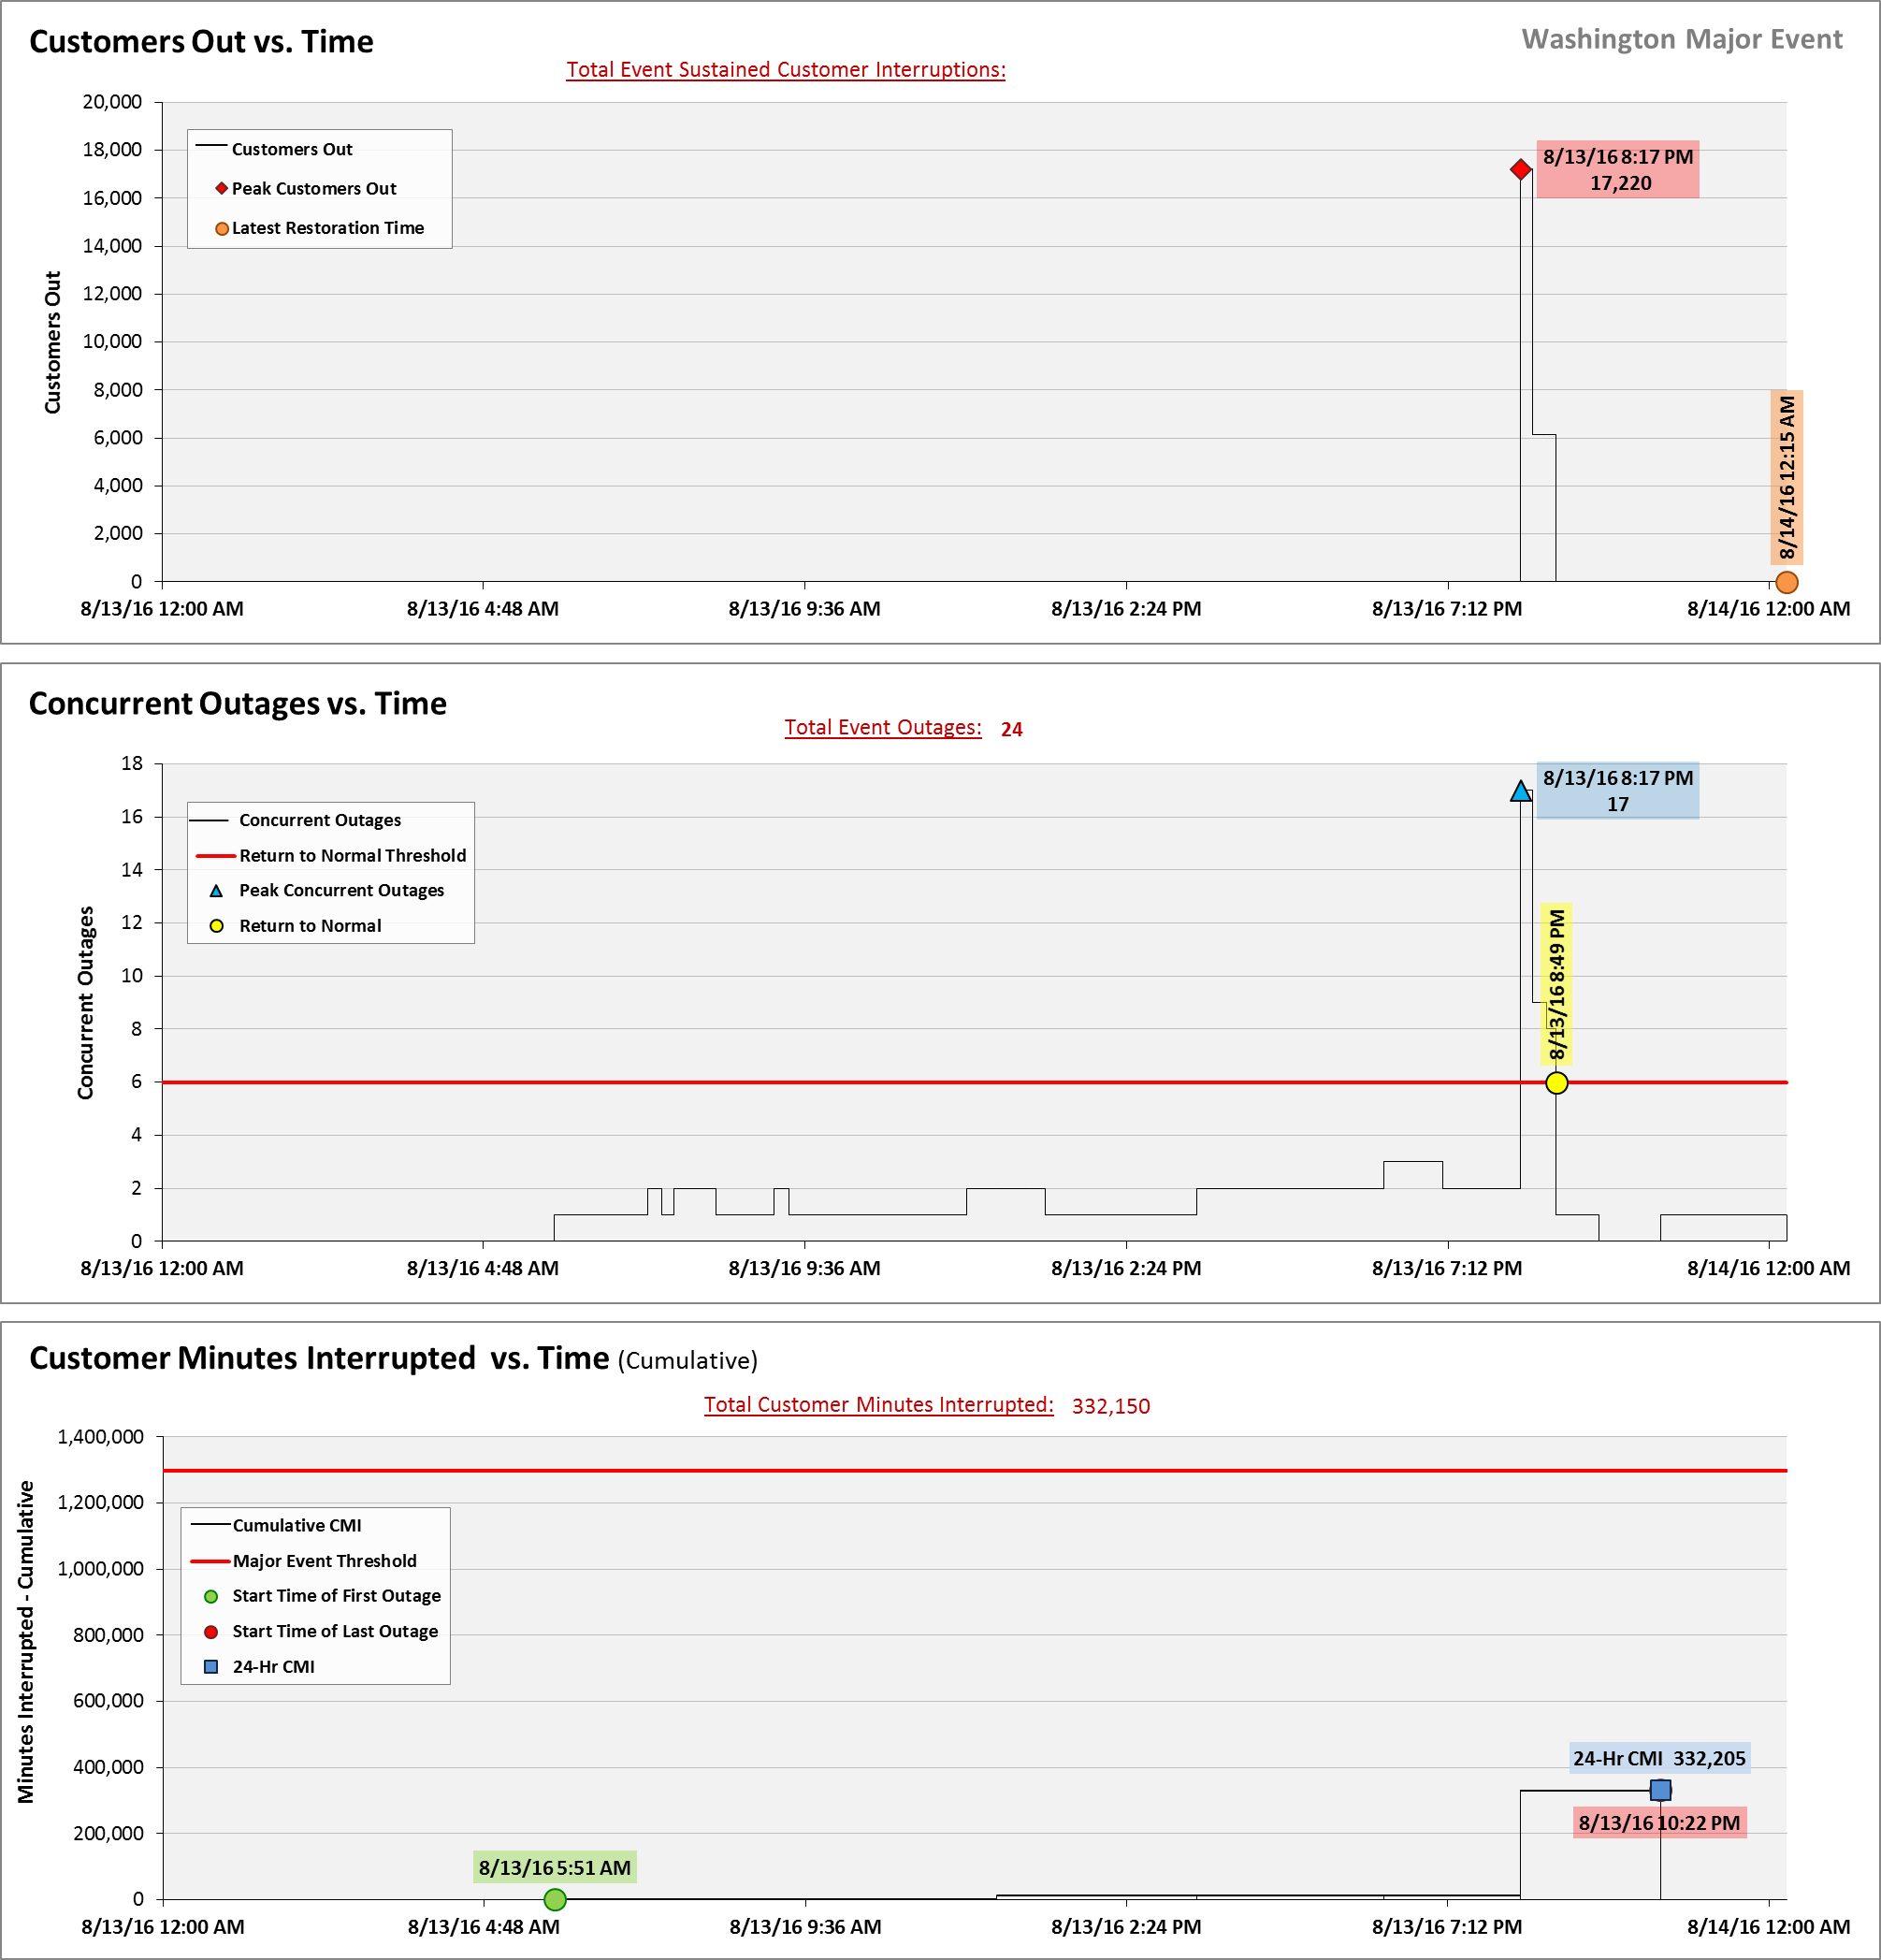 Customers Out vs. Time
Washington Major Event
Total Event Sustained Customer Interruptions:
20,000
18,000
16,000
14,000
12,000
10,000
8,000
6,000
4,000
2,000
0
Customers Out
Customers Out
Peak Customers Out
Latest Restoration Time
8/13/16 8:17 PM
17,220
8/14/16 12:15 AM
8/13/16 12:00 AM
8/13/16 4:48 AM
8/13/16 9:36 AM
8/13/16 2:24 PM
8/13/16 7:12 PM
8/14/16 12:00 AM
Concurrent Outages vs. Time
Total Event Outages: 24
18
16
14
12
10
8
6
4
2
0
Concurrent Outages
Concurrent Outages
Return to Normal Threshold
Peak Concurrent Outages
Return to Normal
8/13/16 8:17 PM
17
8/13/16 8:49 PM
8/13/16 12:00 AM
8/13/16 4:48 AM
8/13/16 9:36 AM
8/13/16 2:24 PM
8/13/16 7:12 PM
8/14/16 12:00 AM
Customer Minutes Interrupted vs. Time (Cumulative)
Total Customer Minutes Interrupted: 332,150
1,400,000
1,200,000
1,000,000
800,000
600,000
400,000
200,000
0
Minutes Interrupted - Cumulative
Cumulative CMI
Major Event Threshold
Start Time of First Outage
Start Time of Last Outage
24-Hr CMI
24-Hr CMI 332,205
8/13/16 10:22 PM
8/13/16 5:51 AM
8/13/16 12:00 AM
8/13/16 4:48 AM
8/13/16 9:36 AM
8/13/16 2:24 PM
8/13/16 7:12 PM
8/14/16 12:00 AM